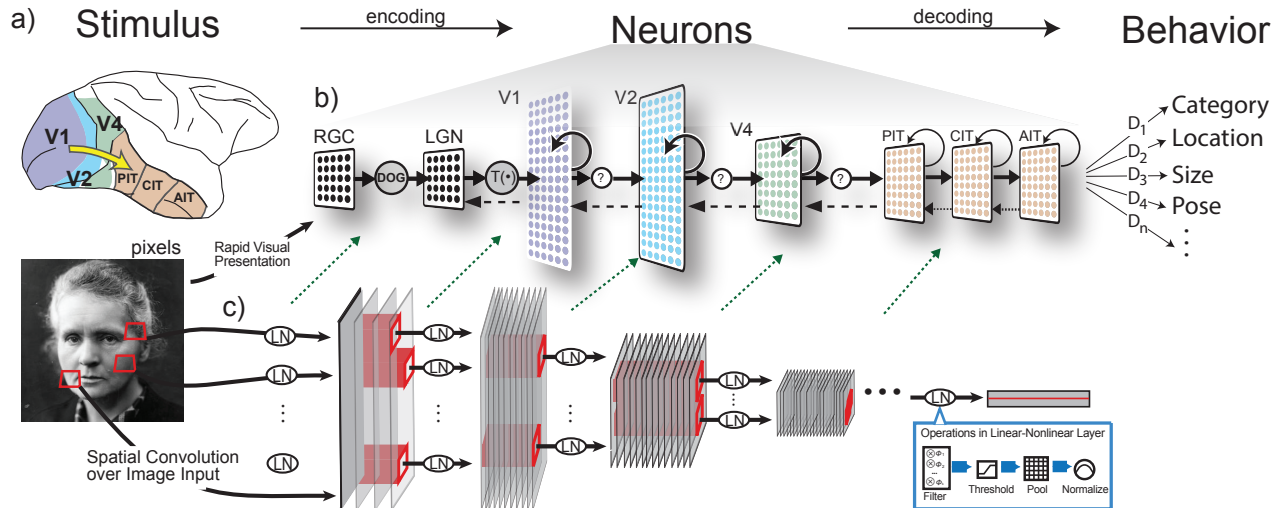 a)
Stimulus
encoding
Neurons
decoding
Behavior
V1
V4
V2
PIT
CIT
AIT
b)
RGC
DOG
LGN
T(•)
V1
?
V2
?
V4
?
PIT
CIT
AIT
D1
D2
D3
D4
Dn
Category
Location
Size
Pose
⋮
pixels
Rapid Visual
Presentation
c)
LN
LN
LN
LN
LN
LN
LN
LN
LN
LN
LN
Spatial Convolution
over Image Input
LN
Operations in Linear-Nonlinear Layer
⊗Φ1
⊗Φ2
...
Filter
Threshold
Pool
Normalize